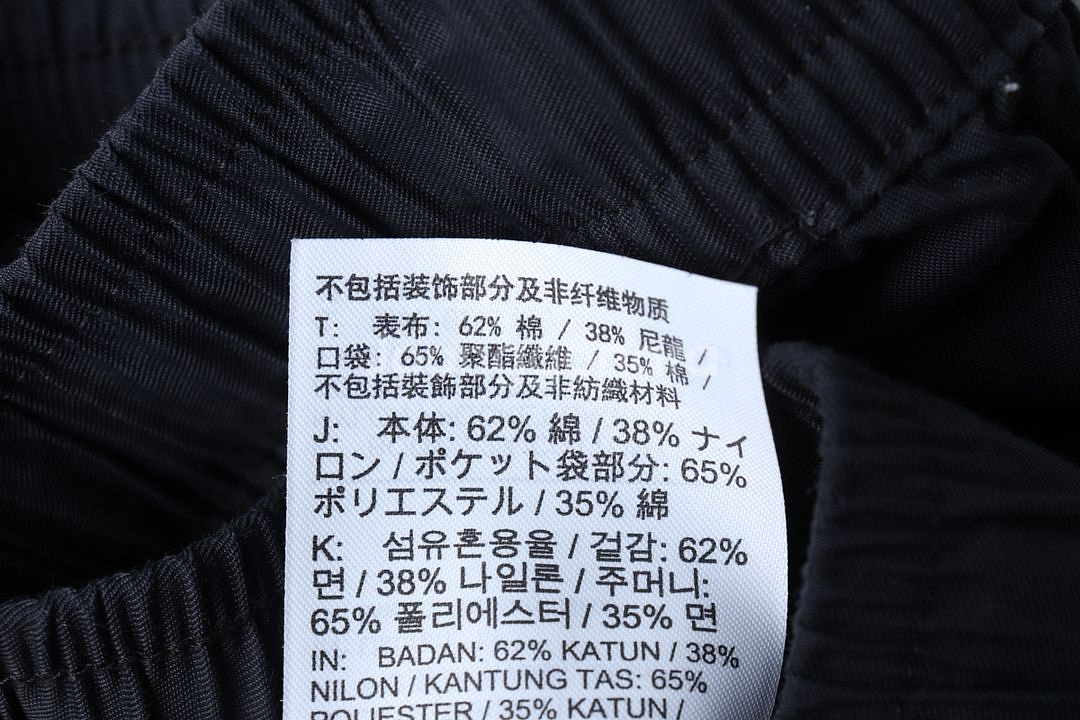 不包括装饰部分及非纤维物质
T: 表布: 62% 棉 / 38% 尼龍 /
口袋: 65% 聚酯纖維 / 35% 棉 /
不包括裝飾部分及非紡織材料
J: 本体: 62% 綿 / 38% ナイ
ロン / ポケット袋部分: 65%
ポリエステル / 35% 綿
K: 섬유혼용율 / 겉감: 62%
면 / 38% 나일론 / 주머니:
65% 폴리에스터 / 35% 면
IN: BADAN: 62% KATUN / 38%
NILON / KANTUNG TAS: 65%
POLIESTER / 35% KATUN /